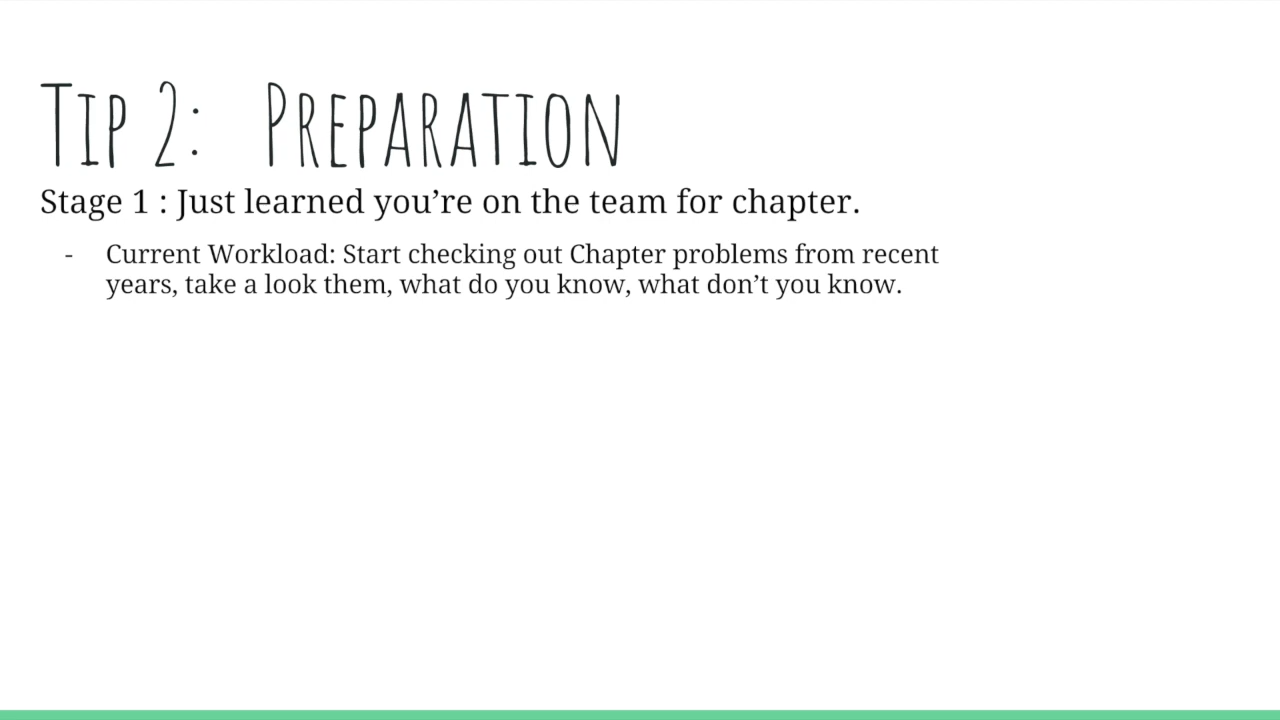 Tip 2: Preparation
Stage 1 : Just learned you’re on the team for chapter.
- Current Workload: Start checking out Chapter problems from recent
years, take a look them, what do you know, what don’t you know.